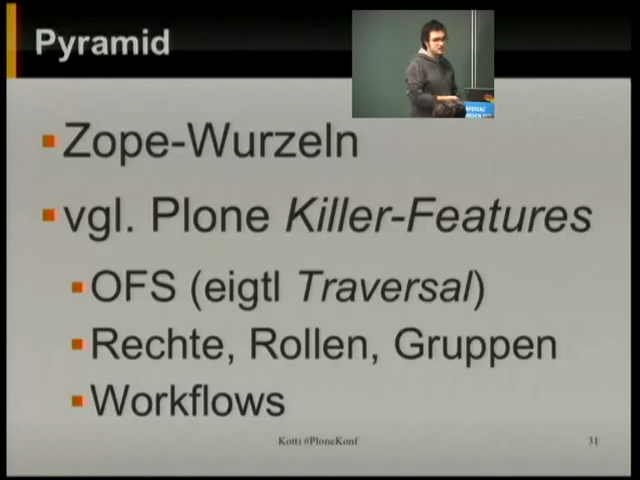 Pyramid
Zope-Wurzeln
vgl. Plone Killer-Features
OFS (eigtl Traversal)
Rechte, Rollen, Gruppen
Workflows
Kotti #PloneKonf
31